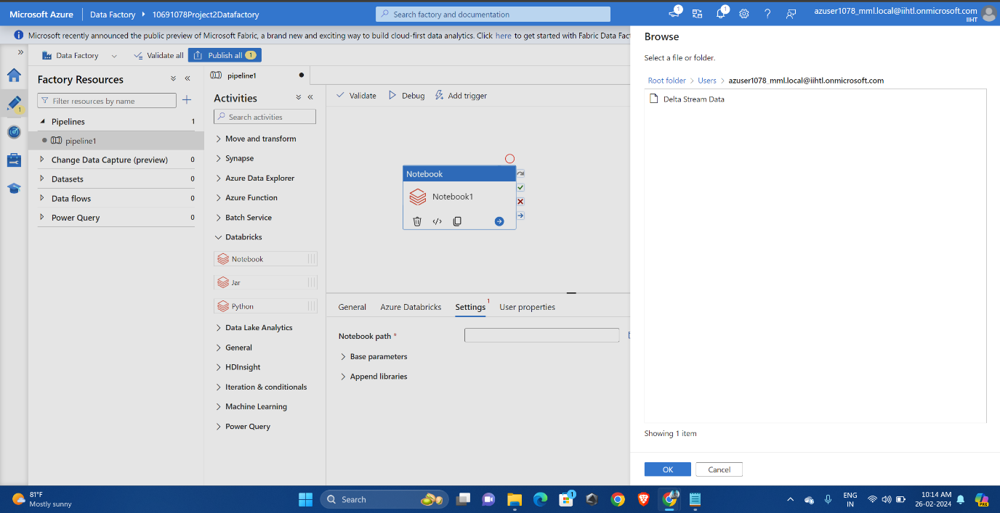 Microsoft Azure
Data Factory
10691078Project2Datafactory
Search factory and documentation
1
1
azuser1078_mml.local@iihtl.onmicrosoft.com
IIHT
Microsoft recently announced the public preview of Microsoft Fabric, a brand new and exciting way to build cloud-first data analytics. Click here to get started with Fabric Data Fac
Data Factory
Validate all
Publish all 1
1
Factory Resources
Filter resources by name
Pipelines 1
pipeline1
Change Data Capture (preview) 0
Datasets 0
Data flows 0
Power Query 0
pipeline1
Activities
Search activities
Move and transform
Synapse
Azure Data Explorer
Azure Function
Batch Service
Databricks
Notebook
Jar
Python
Data Lake Analytics
General
HDInsight
Iteration & conditionals
Machine Learning
Power Query
Validate
Debug
Add trigger
Notebook
Notebook1
General
Azure Databricks
Settings 1
User properties
Notebook path *
Base parameters
Append libraries
Browse
Select a file or folder.
Root folder > Users > azuser1078_mml.local@iihtl.onmicrosoft.com
Delta Stream Data
Showing 1 item
OK
Cancel
81°F
Mostly sunny
Search
1
ENG
IN
10:14 AM
26-02-2024
PRE